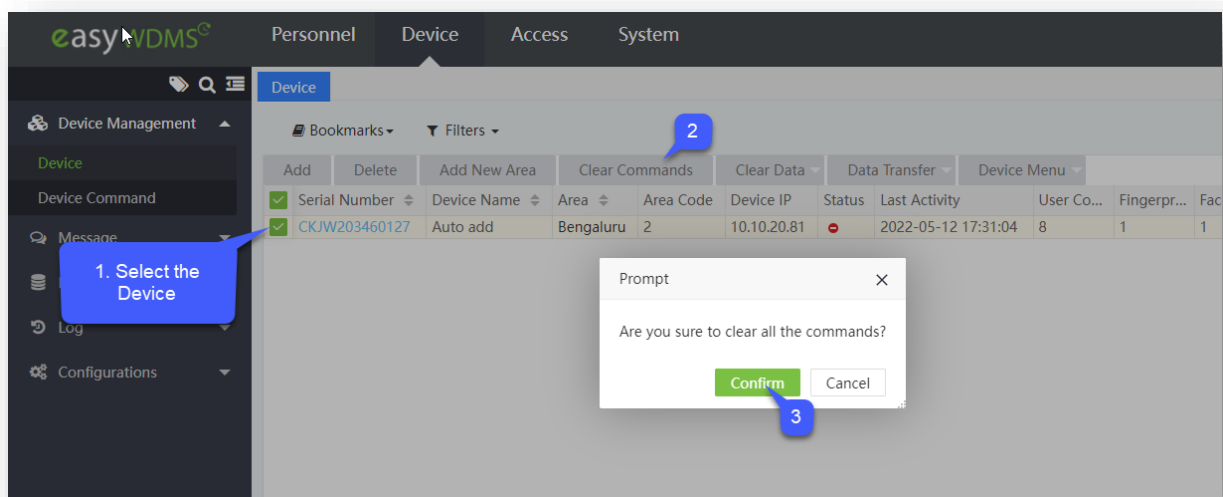 easyWDMS
Personnel Device Access System
Device
Device Management
Bookmarks Filters 2
Device
Add Delete Add New Area Clear Commands Clear Data Data Transfer Device Menu
Device Command
Serial Number Device Name Area Area Code Device IP Status Last Activity User Co... Fingerpr... Fac
CKJW203460127 Auto add Bengaluru 2 10.10.20.81 2022-05-12 17:31:04 8 1 1
Message
1. Select the
Device
Prompt
Are you sure to clear all the commands?
Log
Configurations
Confirm Cancel
3